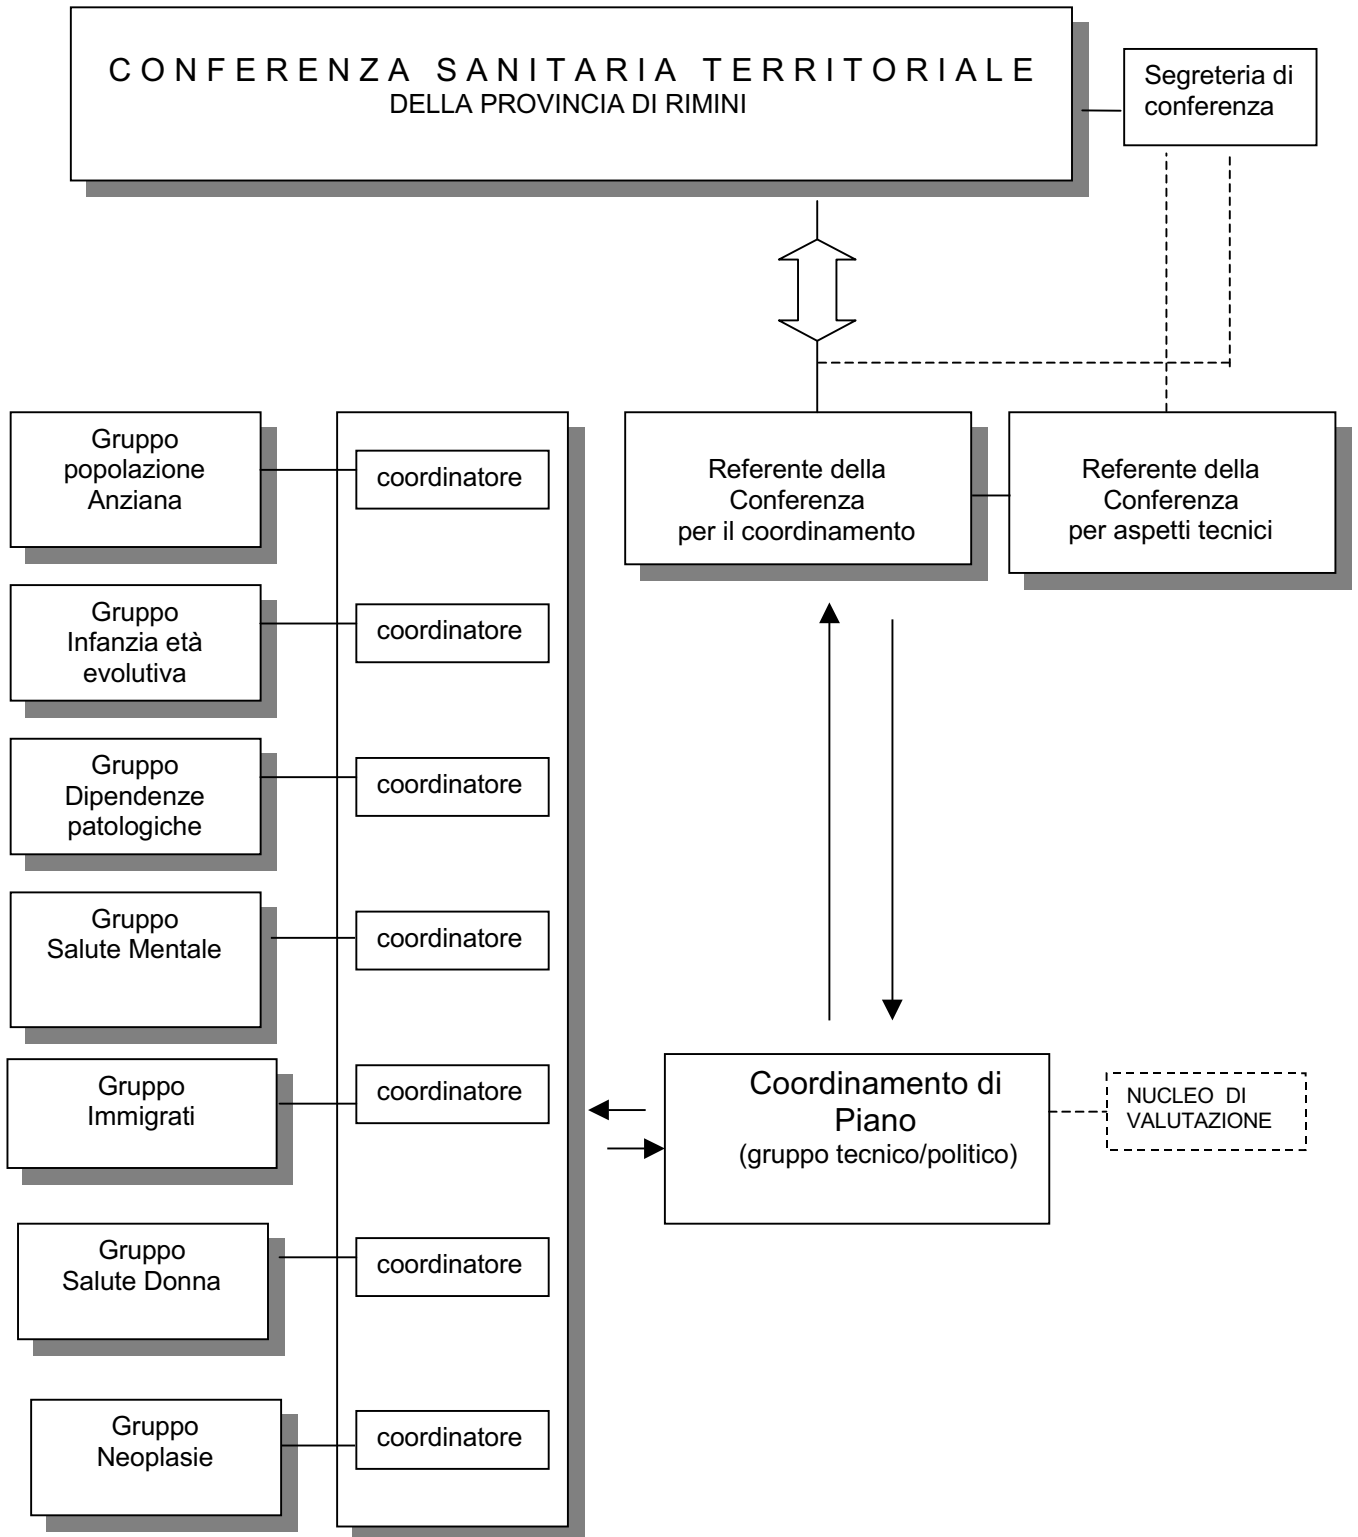 CONFERENZA SANITARIA TERRITORIALE
DELLA PROVINCIA DI RIMINI
Segreteria di
conferenza
Gruppo
popolazione
Anziana
coordinatore
Referente della
Conferenza
per il coordinamento
Referente della
Conferenza
per aspetti tecnici
Gruppo
Infanzia età
evolutiva
coordinatore
Gruppo
Dipendenze
patologiche
coordinatore
Gruppo
Salute Mentale
coordinatore
Gruppo
Immigrati
coordinatore
Coordinamento di
Piano
(gruppo tecnico/politico)
NUCLEO DI
VALUTAZIONE
Gruppo
Salute Donna
coordinatore
Gruppo
Neoplasie
coordinatore